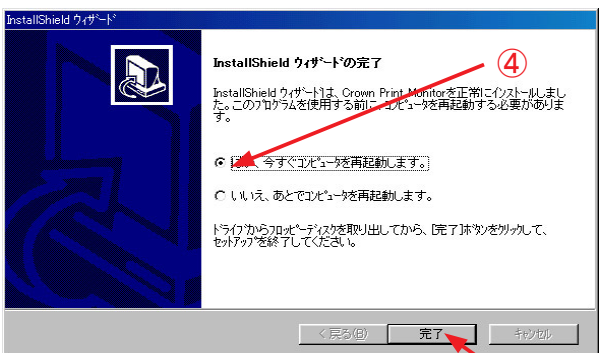 InstallShield ウィザード
InstallShield ウィザードの完了
④
InstallShield ウィザードは、Crown Print Monitorを正常にインストールしまし
た。このプログラムを使用する前に、コンピュータを再起動する必要がありま
す。
はい、今すぐコンピュータを再起動します。
いいえ、あとでコンピュータを再起動します。
ドライブからフロッピーディスクを取り出してから、[完了]ボタンをクリックして、
セットアップを終了してください。
< 戻る(B)
完了
キャンセル